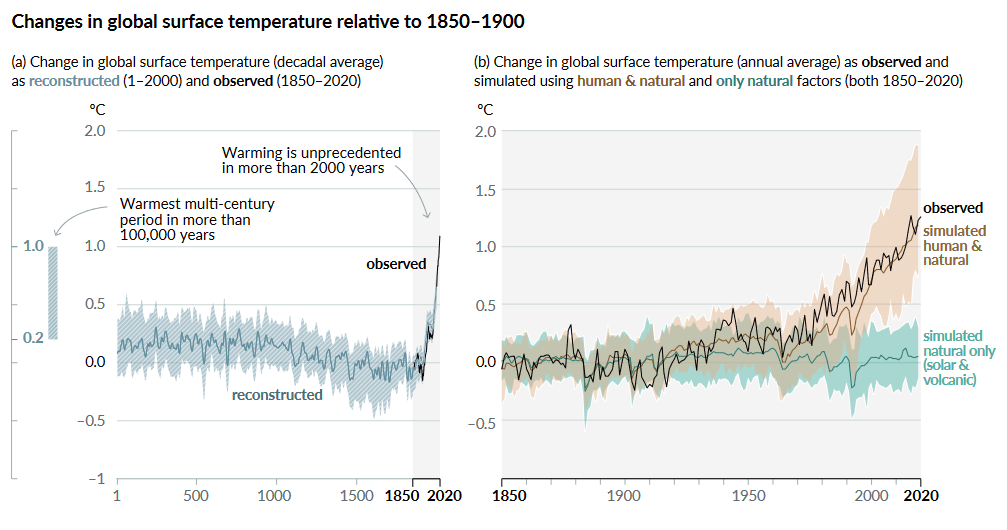 Changes in global surface temperature relative to 1850–1900
(a) Change in global surface temperature (decadal average)
as reconstructed (1–2000) and observed (1850–2020)
°C
2.0
1.5
1.0
0.5
0.0
−0.5
−1
1.0
0.2
Warming is unprecedented
in more than 2000 years
Warmest multi-century
period in more than
100,000 years
observed
reconstructed
1
500
1000
1500
1850
2020
(b) Change in global surface temperature (annual average) as observed and
simulated using human & natural and only natural factors (both 1850–2020)
°C
2.0
1.5
1.0
0.5
0.0
−0.5
observed
simulated
human &
natural
simulated
natural only
(solar &
volcanic)
1850
1900
1950
2000
2020